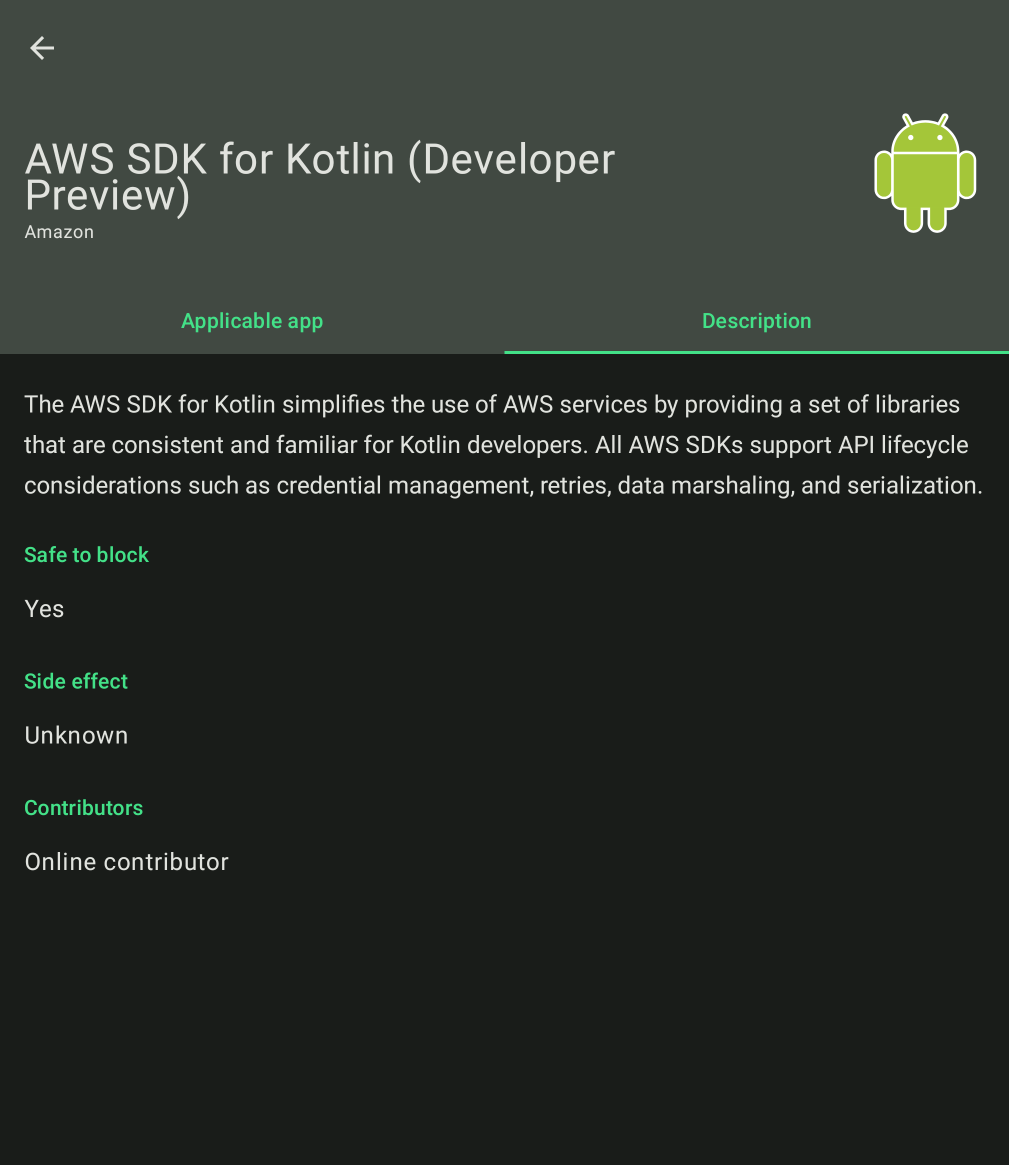 AWS SDK for Kotlin (Developer
Preview)
Amazon
Applicable app
Description
The AWS SDK for Kotlin simplifies the use of AWS services by providing a set of libraries
that are consistent and familiar for Kotlin developers. All AWS SDKs support API lifecycle
considerations such as credential management, retries, data marshaling, and serialization.
Safe to block
Yes
Side effect
Unknown
Contributors
Online contributor